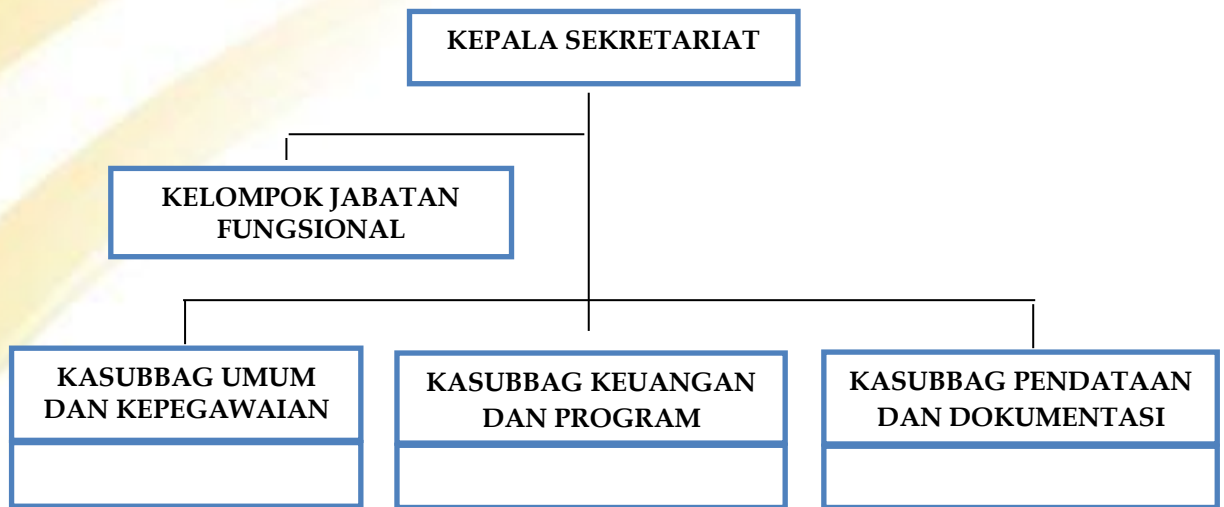 KEPALA SEKRETARIAT
KELOMPOK JABATAN
FUNGSIONAL
KASUBBAG UMUM
DAN KEPEGAWAIAN
KASUBBAG KEUANGAN
DAN PROGRAM
KASUBBAG PENDATAAN
DAN DOKUMENTASI